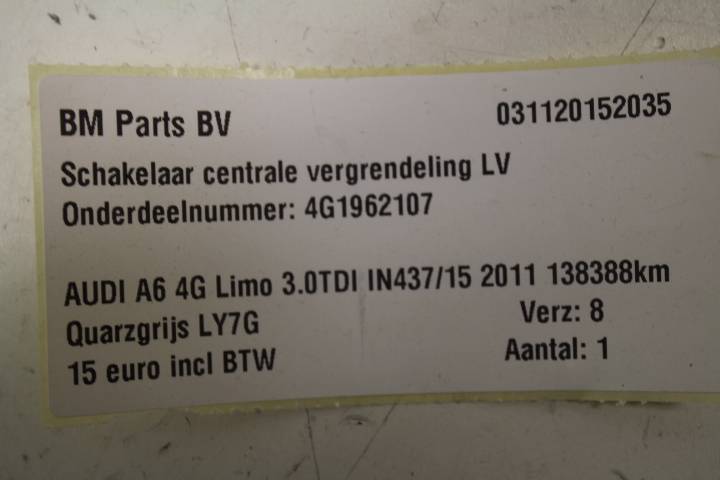 BM Parts BV 031120152035
Schakelaar centrale vergrendeling LV
Onderdeelnummer: 4G1962107
AUDI A6 4G Limo 3.0TDI IN437/15 2011 138388km
Quarzgrijs LY7G Verz: 8
15 euro incl BTW Aantal: 1